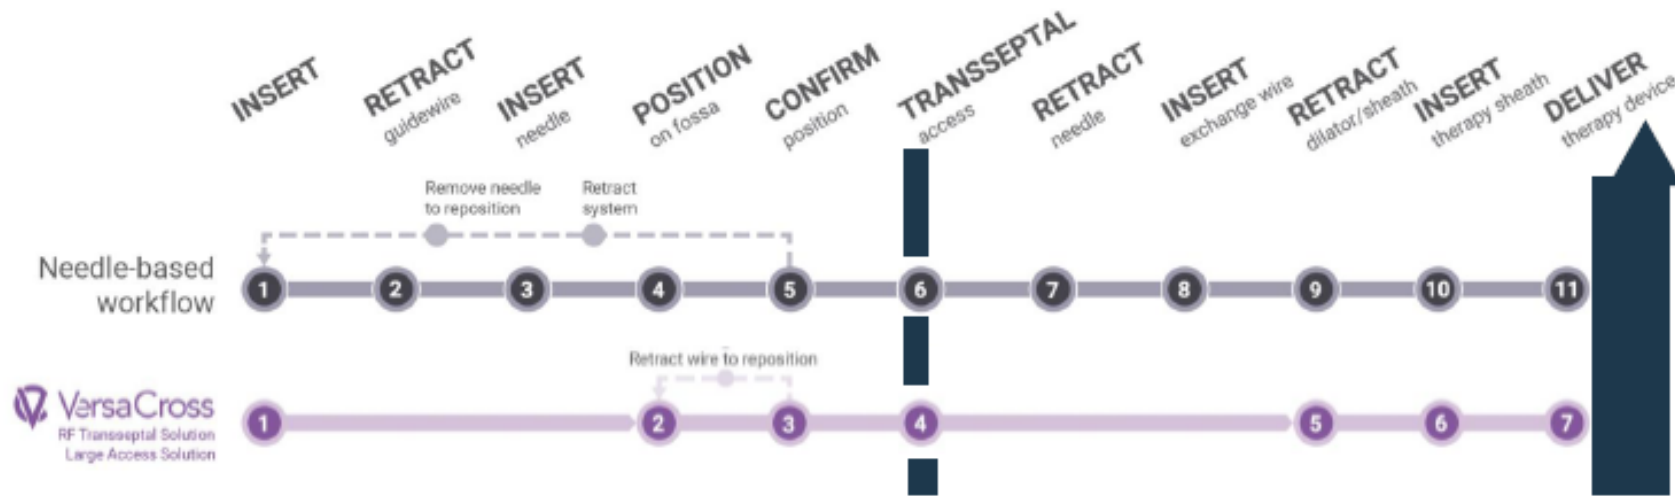 INSERT
RETRACT
guidewire
INSERT
needle
POSITION
on fossa
CONFIRM
position
TRANSSEPTAL
access
RETRACT
needle
INSERT
exchange wire
RETRACT
dilator/sheath
INSERT
therapy sheath
DELIVER
therapy device
Remove needle
to reposition
Retract
system
Needle-based
workflow
1 2 3 4 5 6 7 8 9 10 11
Retract wire to reposition
VersaCross
RF Transseptal Solution
Large Access Solution
1 2 3 4 5 6 7